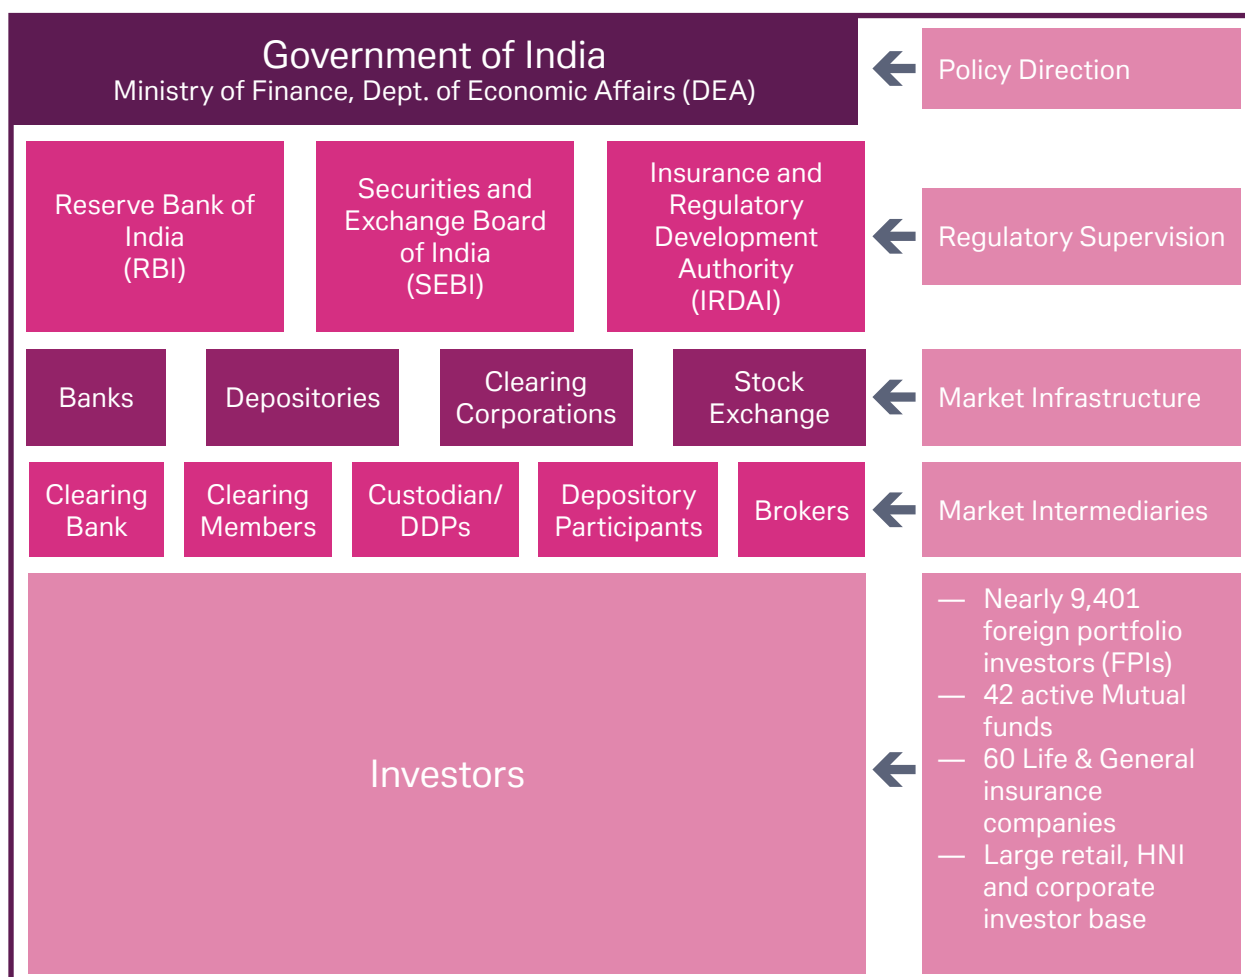 Government of India
Ministry of Finance, Dept. of Economic Affairs (DEA)
Policy Direction
Reserve Bank of
India
(RBI)
Securities and
Exchange Board
of India
(SEBI)
Insurance and
Regulatory
Development
Authority
(IRDAI)
Regulatory Supervision
Banks
Depositories
Clearing
Corporations
Stock
Exchange
Market Infrastructure
Clearing
Bank
Clearing
Members
Custodian/
DDPs
Depository
Participants
Brokers
Market Intermediaries
Investors
— Nearly 9,401
foreign portfolio
investors (FPIs)
— 42 active Mutual
funds
— 60 Life & General
insurance
companies
— Large retail, HNI
and corporate
investor base